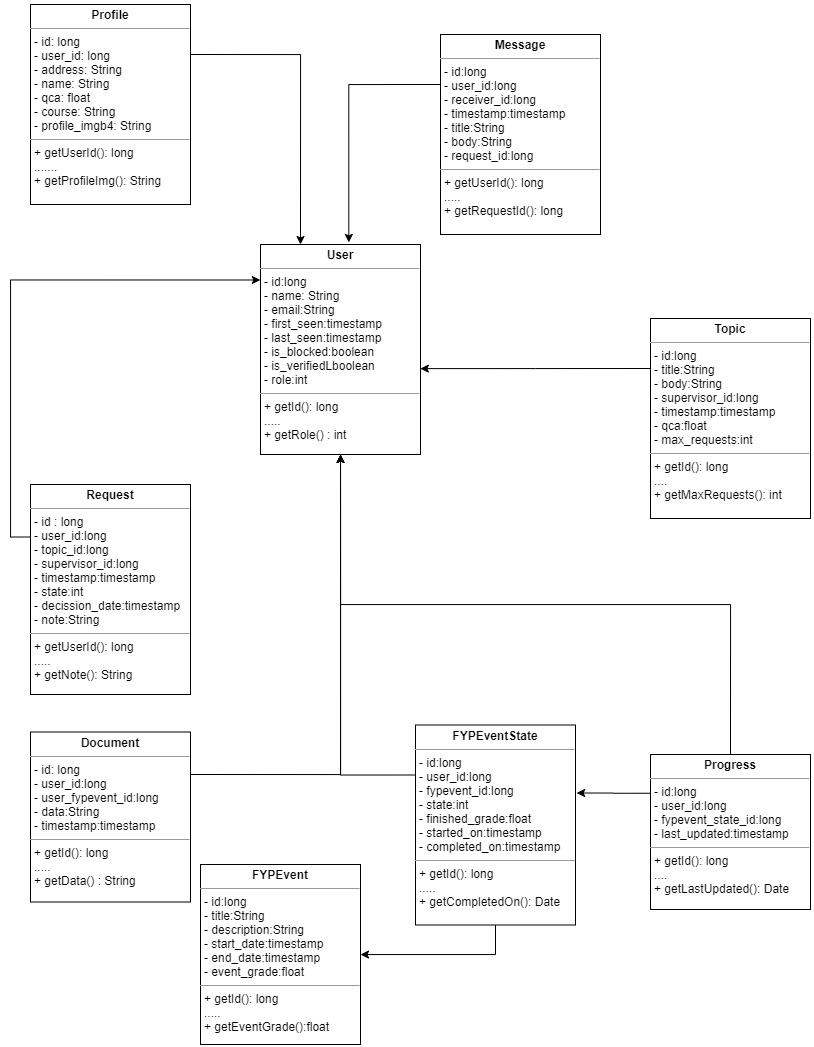 Profile
- id: long
- user_id: long
- address: String
- name: String
- qca: float
- course: String
- profile_imgb4: String
+ getUserId(): long
.......
+ getProfileImg(): String
Message
- id:long
- user_id:long
- receiver_id:long
- timestamp:timestamp
- title:String
- body:String
- request_id:long
+ getUserId(): long
.....
+ getRequestId(): long
User
- id:long
- name: String
- email:String
- first_seen:timestamp
- last_seen:timestamp
- is_blocked:boolean
- is_verifiedLboolean
- role:int
+ getId(): long
.....
+ getRole() : int
Topic
- id:long
- title:String
- body:String
- supervisor_id:long
- timestamp:timestamp
- qca:float
- max_requests:int
+ getId(): long
....
+ getMaxRequests(): int
Request
- id : long
- user_id:long
- topic_id:long
- supervisor_id:long
- timestamp:timestamp
- state:int
- decission_date:timestamp
- note:String
+ getUserId(): long
.....
+ getNote(): String
Document
- id: long
- user_id:long
- user_fypevent_id:long
- data:String
- timestamp:timestamp
+ getId(): long
.....
+ getData() : String
FYPEventState
- id:long
- user_id:long
- fypevent_id:long
- state:int
- finished_grade:float
- started_on:timestamp
- completed_on:timestamp
+ getId(): long
.....
+ getCompletedOn(): Date
Progress
- id:long
- user_id:long
- fypevent_state_id:long
- last_updated:timestamp
+ getId(): long
....
+ getLastUpdated(): Date
FYPEvent
- id:long
- title:String
- description:String
- start_date:timestamp
- end_date:timestamp
- event_grade:float
+ getId(): long
.....
+ getEventGrade():float